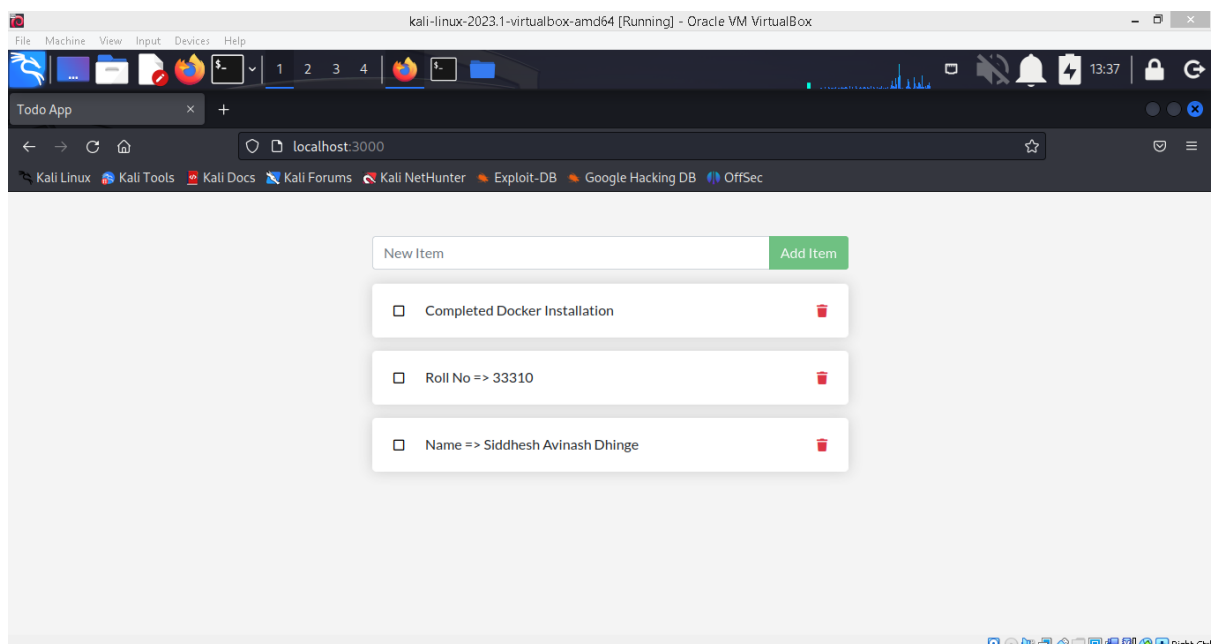 kali-linux-2023.1-virtualbox-amd64 [Running] - Oracle VM VirtualBox
File Machine View Input Devices Help
1 2 3 4 13:37
Todo App
localhost:3000
Kali Linux Kali Tools Kali Docs Kali Forums Kali NetHunter Exploit-DB Google Hacking DB OffSec
New Item Add Item
Completed Docker Installation
Roll No => 33310
Name => Siddhesh Avinash Dhinge
Right Ctrl